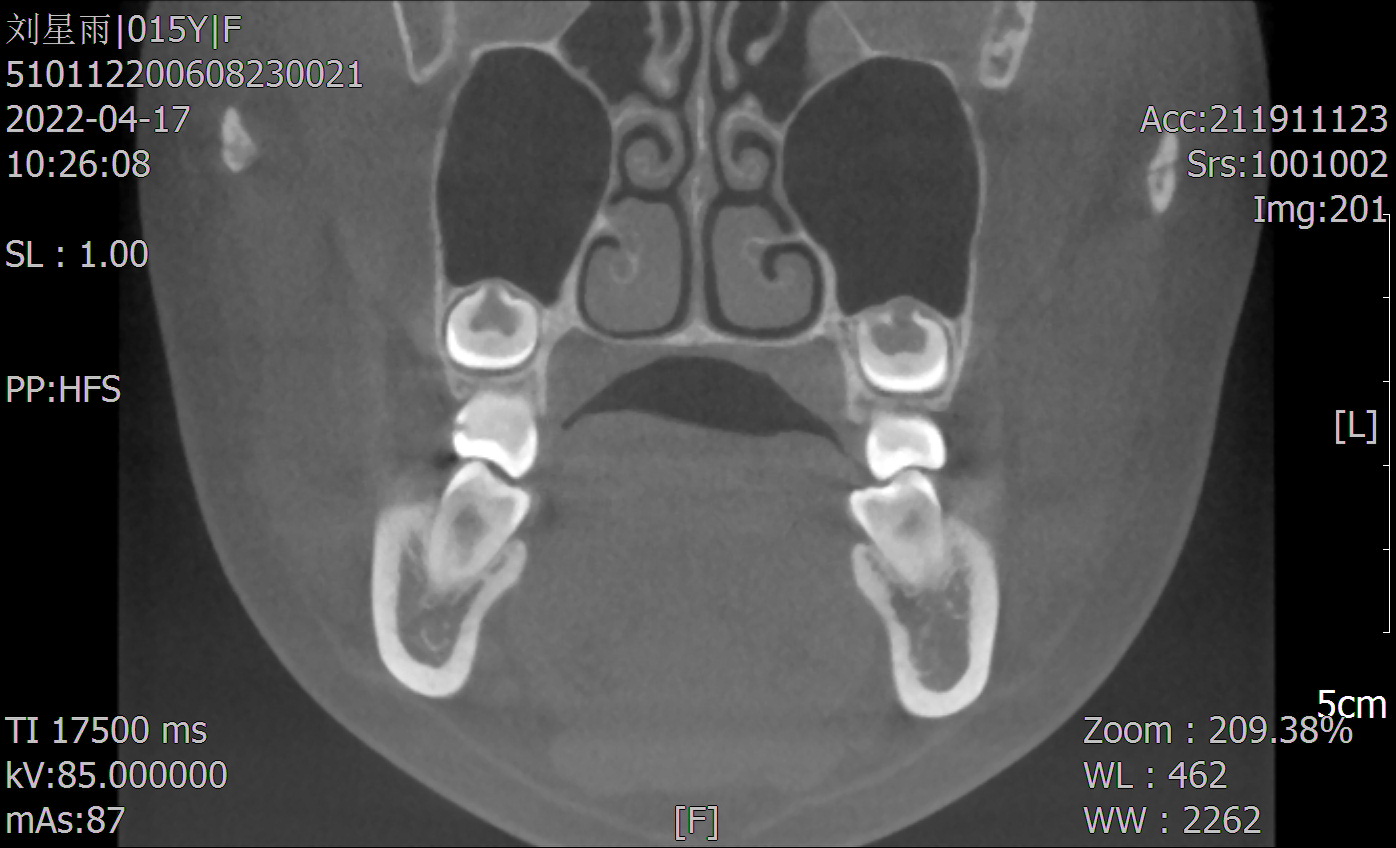 刘星雨|015Y|F
510112200608230021
2022-04-17
10:26:08
SL : 1.00
PP:HFS
TI 17500 ms
kV:85.000000
mAs:87
Acc:211911123
Srs:1001002
Img:201
[L]
5cm
Zoom : 209.38%
WL : 462
WW : 2262
[F]